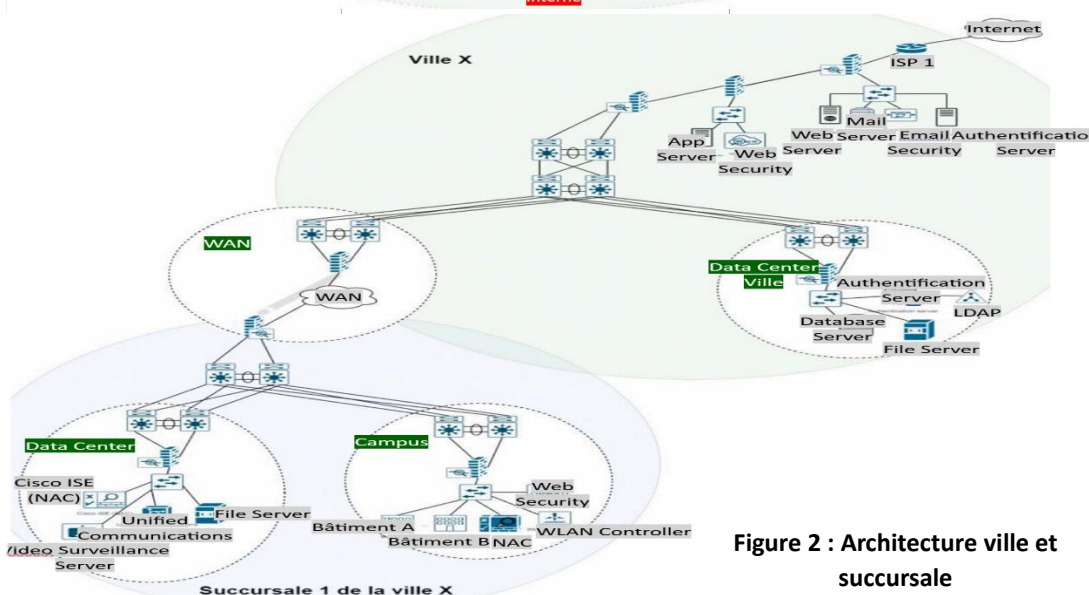 Interne
Internet
Ville X
ISP 1
App
Server
Web
Security
Web
Server
Mail
Server
Email
Security
Authentificatio
Server
WAN
WAN
Data Center
Ville
Authentification
Server
LDAP
Database
Server
File Server
Data Center
Campus
Cisco ISE
(NAC)
Unified
Communications
File Server
Video Surveillance
Server
Web
Security
Bâtiment A
Bâtiment B
NAC
WLAN Controller
Figure 2 : Architecture ville et
succursale
Succursale 1 de la ville X